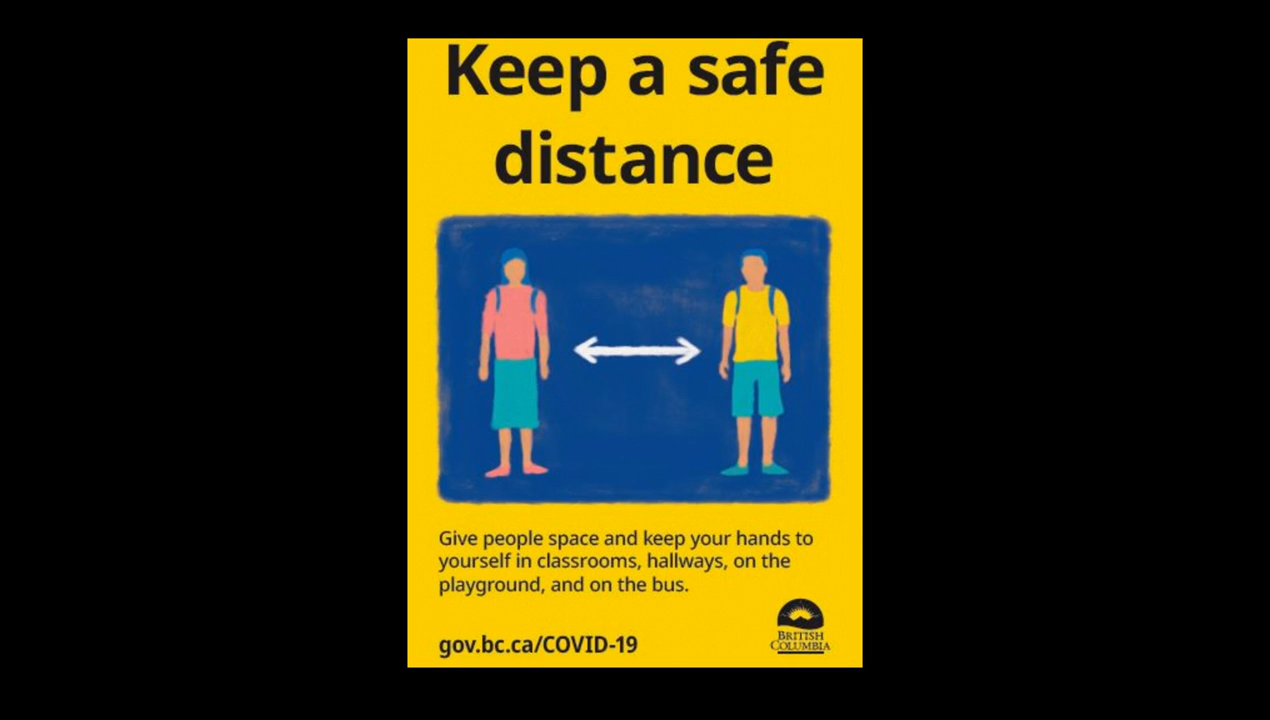 Keep a safe
distance
Give people space and keep your hands to
yourself in classrooms, hallways, on the
playground, and on the bus.
gov.bc.ca/COVID-19
BRITISH
COLUMBIA